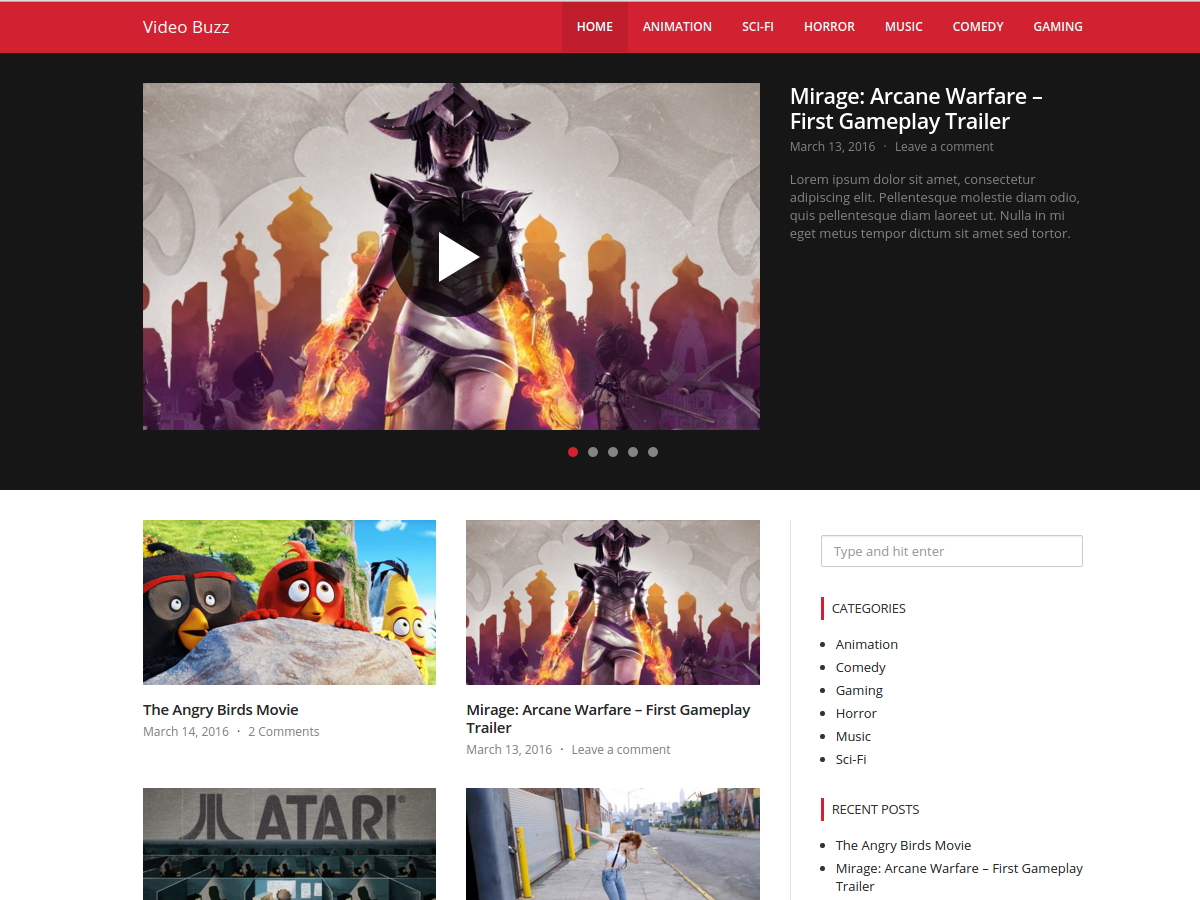 Video Buzz
HOME ANIMATION SCI-FI HORROR MUSIC COMEDY GAMING
Mirage: Arcane Warfare –
First Gameplay Trailer
March 13, 2016 · Leave a comment
Lorem ipsum dolor sit amet, consectetur
adipiscing elit. Pellentesque molestie diam odio,
quis pellentesque diam laoreet ut. Nulla in mi
eget metus tempor dictum sit amet sed tortor.
The Angry Birds Movie
March 14, 2016 · 2 Comments
Mirage: Arcane Warfare – First Gameplay
Trailer
March 13, 2016 · Leave a comment
ATARI®
Type and hit enter
CATEGORIES
Animation
Comedy
Gaming
Horror
Music
Sci-Fi
RECENT POSTS
The Angry Birds Movie
Mirage: Arcane Warfare – First Gameplay
Trailer